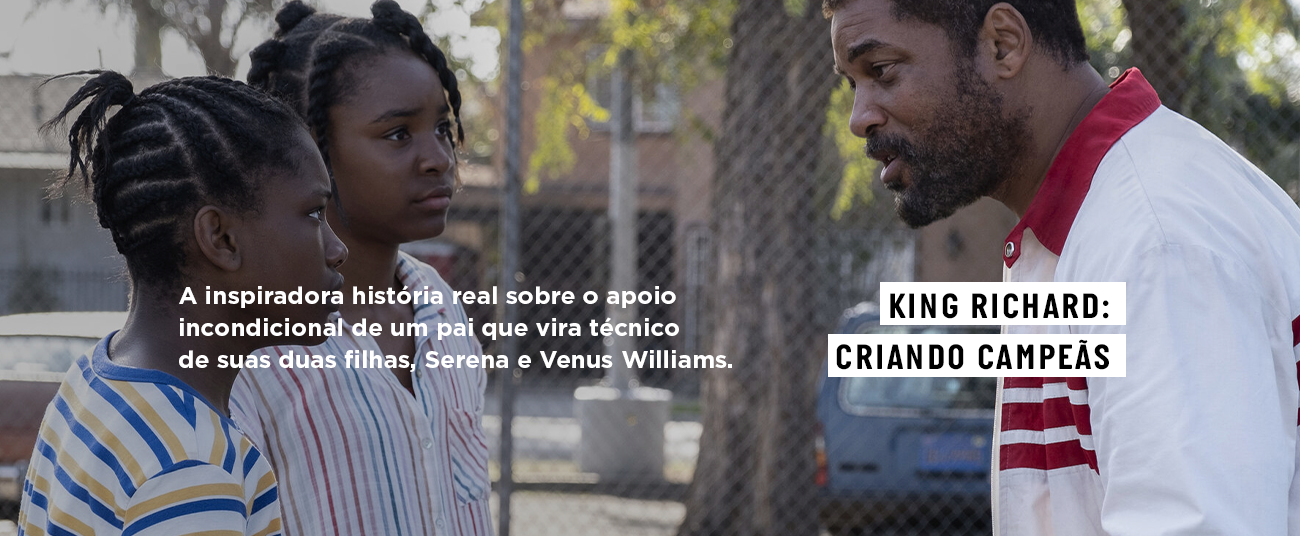 A inspiradora história real sobre o apoio
incondicional de um pai que vira técnico
de suas duas filhas, Serena e Venus Williams.
KING RICHARD:
CRIANDO CAMPEÃS